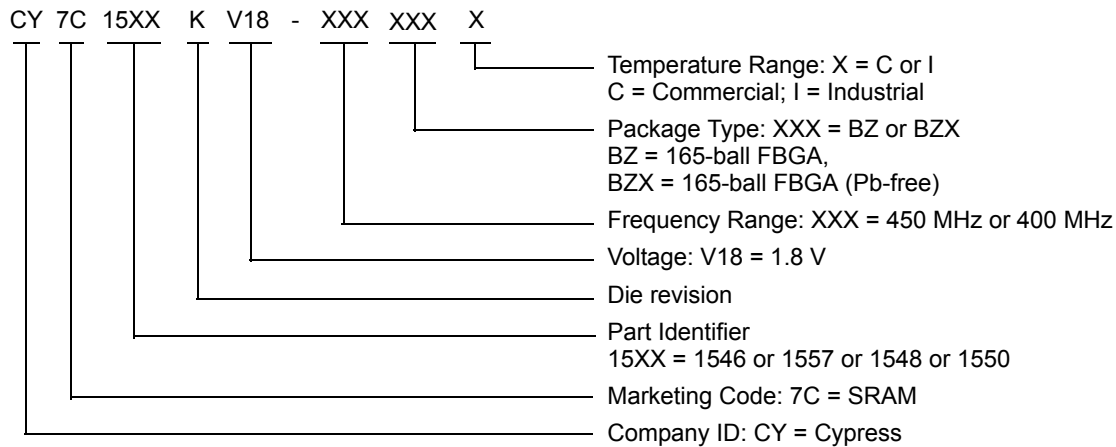 CY 7C 15XX K V18 - XXX XXX X
Temperature Range: X = C or I
C = Commercial; I = Industrial
Package Type: XXX = BZ or BZX
BZ = 165-ball FBGA,
BZX = 165-ball FBGA (Pb-free)
Frequency Range: XXX = 450 MHz or 400 MHz
Voltage: V18 = 1.8 V
Die revision
Part Identifier
15XX = 1546 or 1557 or 1548 or 1550
Marketing Code: 7C = SRAM
Company ID: CY = Cypress